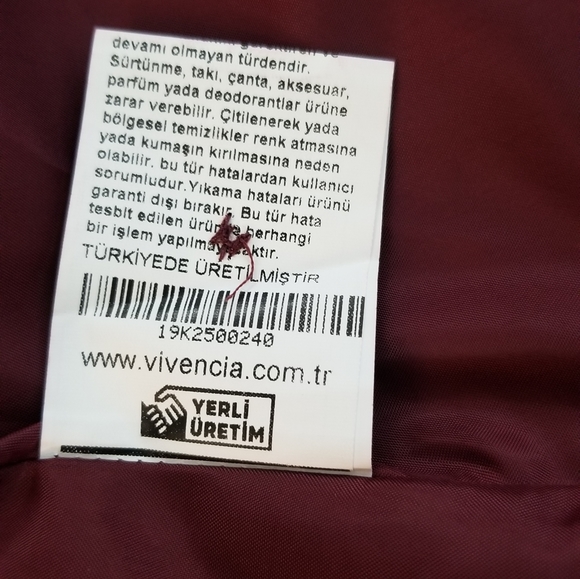 devamı olmayan türdendir.
Sürtünme, takı, çanta, aksesuar,
parfüm yada deodorantlar ürüne
zarar verebilir. Çitilenerek yada
bölgesel temizlikler renk atmasına
yada kumaşın kırılmasına neden
olabilir. bu tür hatalardan kullanıcı
sorumludur.Yıkama hataları ürünü
garanti dışı bırakır. Bu tür hata
tesbit edilen ürüne herhangi
bir işlem yapılmayacaktır.
TÜRKİYEDE ÜRETİLMİŞTİR
19K2500240
www.vivencia.com.tr
YERLİ
ÜRETİM